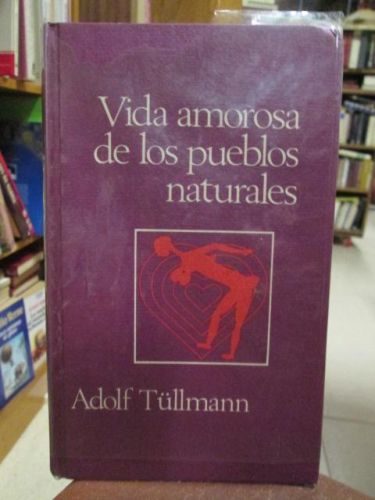 Vida amorosa
de los pueblos
naturales
Adolf Tüllmann